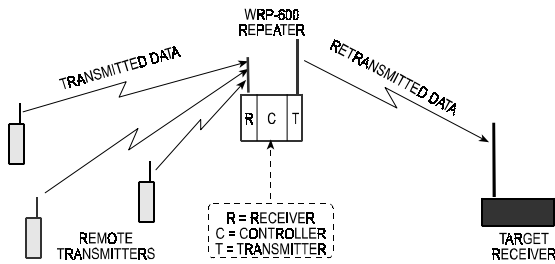 WRP-600
REPEATER
TRANSMITTED DATA
RETRANSMITTED DATA
R C T
R = RECEIVER
C = CONTROLLER
T = TRANSMITTER
REMOTE
TRANSMITTERS
TARGET
RECEIVER